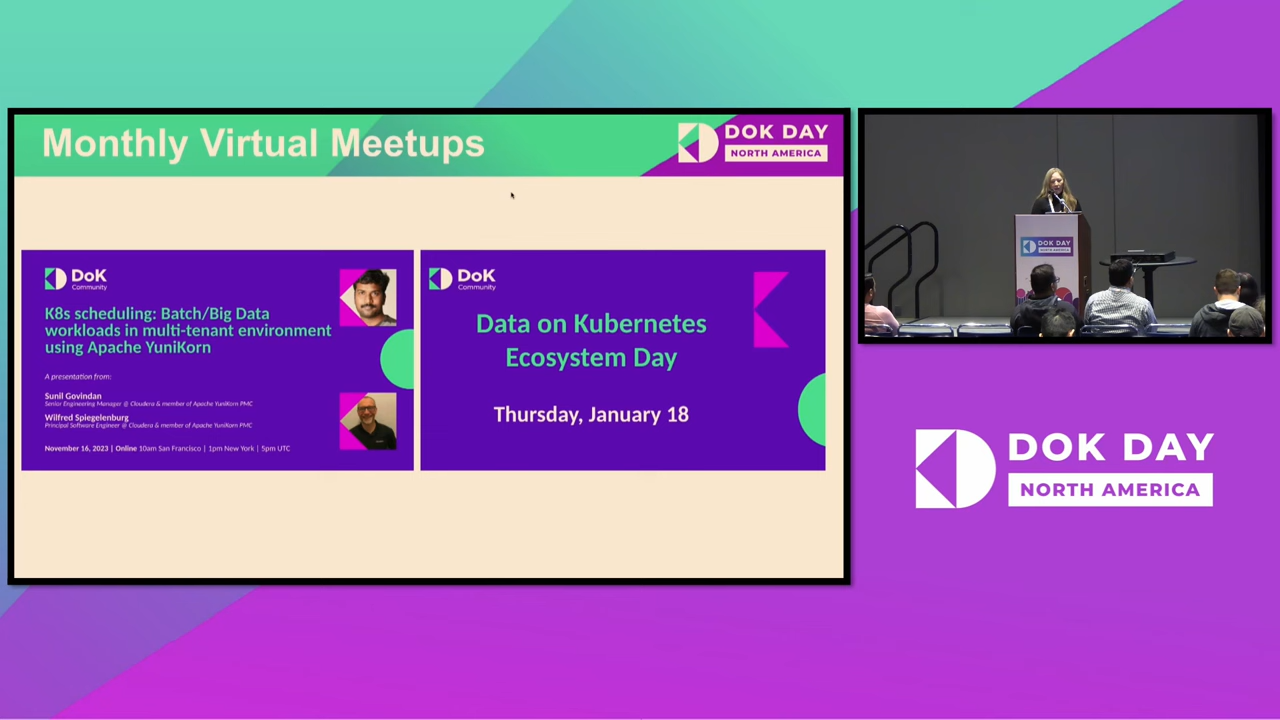 Monthly Virtual Meetups
DOK DAY
NORTH AMERICA
DoK
Community
K8s scheduling: Batch/Big Data
workloads in multi-tenant environment
using Apache YuniKorn
A presentation from:
Sunil Govindan
Senior Engineering Manager @ Cloudera & member of Apache YuniKorn PMC
Wilfred Spiegelenburg
Principal Software Engineer @ Cloudera & member of Apache YuniKorn PMC
November 16, 2023 | Online 10am San Francisco | 1pm New York | 5pm UTC
DoK
Community
Data on Kubernetes
Ecosystem Day
Thursday, January 18
DOK DAY
NORTH AMERICA
DOK DAY
NORTH AMERICA